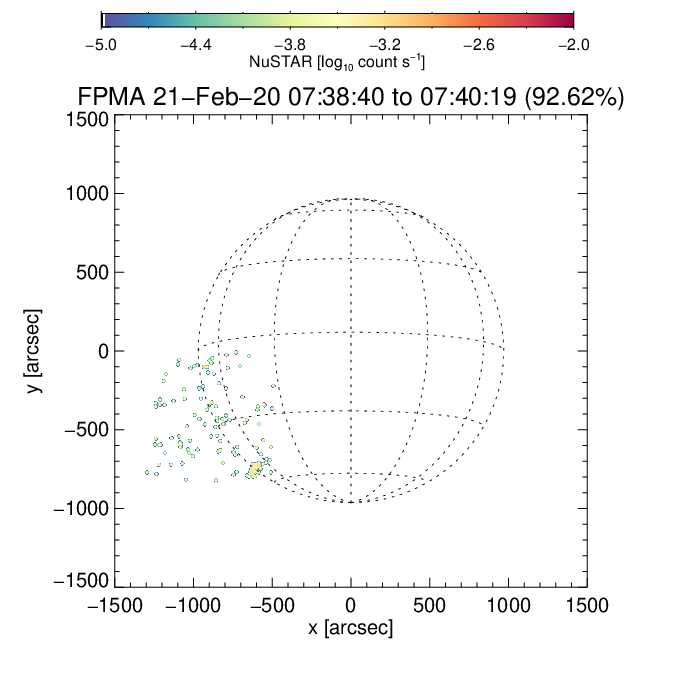 −5.0 −4.4 −3.8 −3.2 −2.6 −2.0
NuSTAR [log10 count s−1]
FPMA 21−Feb−20 07:38:40 to 07:40:19 (92.62%)
1500
1000
500
0
−500
−1000
−1500
y [arcsec]
−1500 −1000 −500 0 500 1000 1500
x [arcsec]